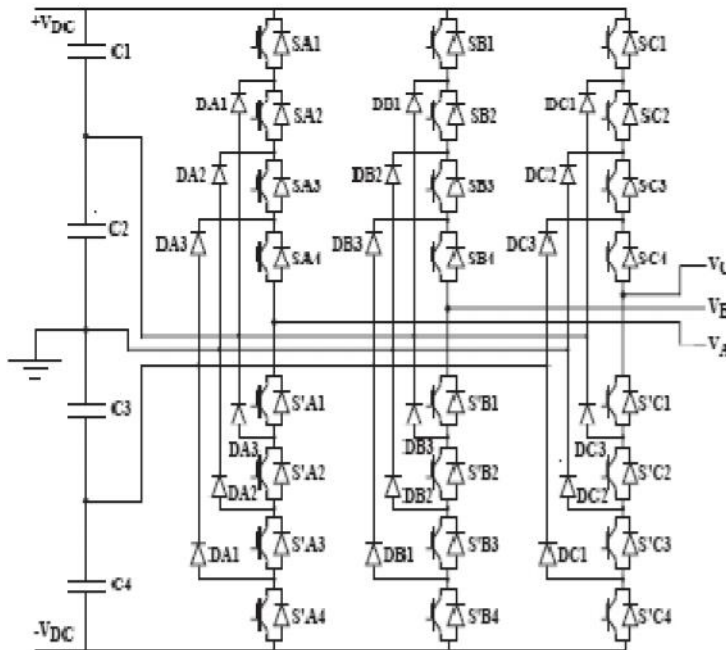 +VDC
C1
SA1
SB1
SC1
DA1
SA2
DB1
SB2
DC1
SC2
DA2
SA3
DB2
SB3
DC2
SC3
C2
DA3
SA4
DB3
SB4
DC3
SC4
VC
VB
VA
C3
S'A1
S'B1
S'C1
DA3
DB3
DC3
S'A2
S'B2
S'C2
DA2
DB2
DC2
S'A3
S'B3
S'C3
DA1
DB1
DC1
C4
S'A4
S'B4
S'C4
-VDC